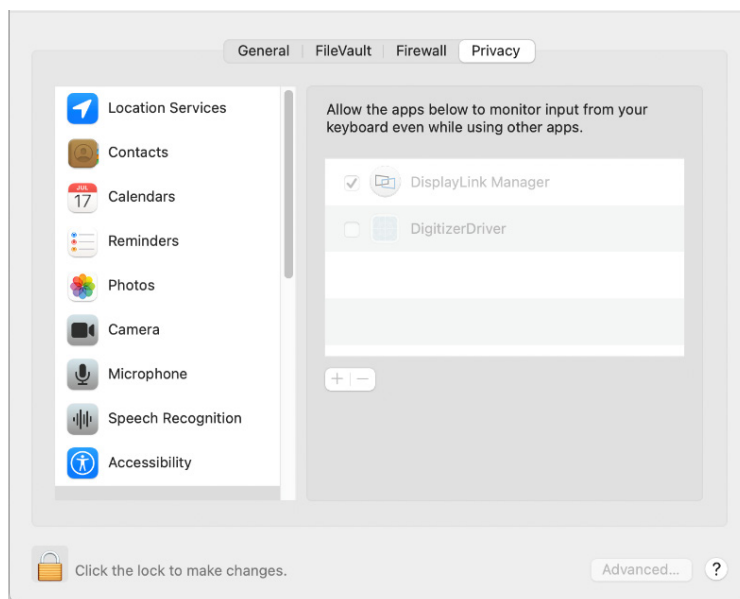 General
FileVault
Firewall
Privacy
Location Services
Contacts
JUL
17
Calendars
Reminders
Photos
Camera
Microphone
Speech Recognition
Accessibility
Allow the apps below to monitor input from your
keyboard even while using other apps.
DisplayLink Manager
DigitizerDriver
+ −
Click the lock to make changes.
Advanced...
?